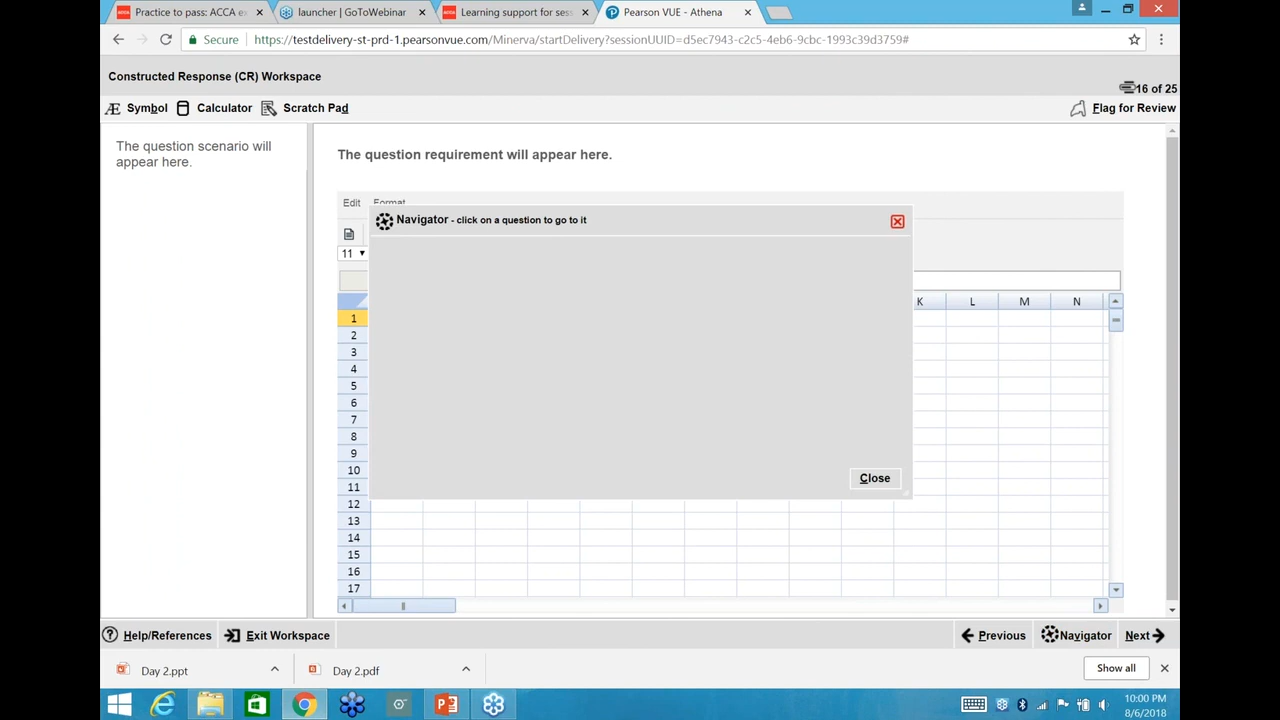 Practice to pass: ACCA ex
launcher | GoToWebinar
Learning support for sess
Pearson VUE - Athena
Secure
https://testdelivery-st-prd-1.pearsonvue.com/Minerva/startDelivery?sessionUUID=d5ec7943-c2c5-4eb6-9cbc-1993c39d3759#
Constructed Response (CR) Workspace
16 of 25
Symbol Calculator Scratch Pad
Flag for Review
The question scenario will
appear here.
The question requirement will appear here.
Edit Format
Navigator - click on a question to go to it
11
K L M N
1
2
3
4
5
6
7
8
9
10
11
12
13
14
15
16
17
Close
Help/References Exit Workspace
Previous Navigator Next
Day 2.ppt
Day 2.pdf
Show all
10:00 PM
8/6/2018